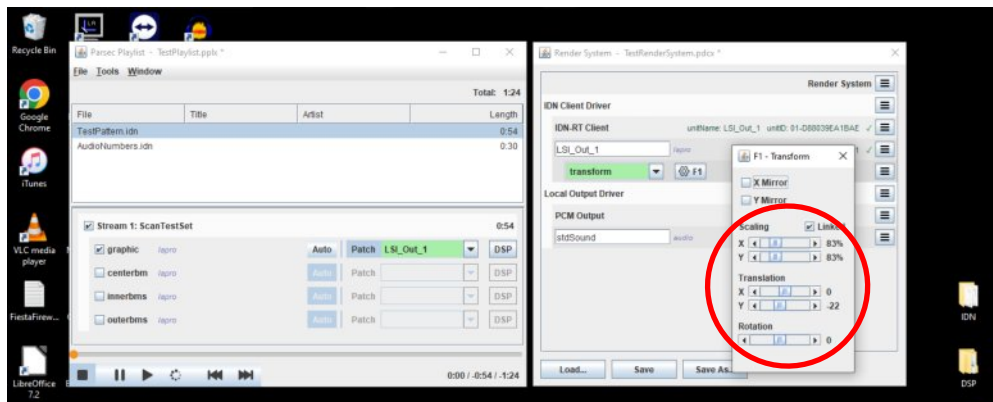 Recycle Bin
Google
Chrome
iTunes
VLC media
player
FiestaFirew...
LibreOffice
7.2
Parsec Playlist - TestPlaylist.pplx *
File Tools Window
Total: 1:24
File Title Artist Length
TestPattern.idn 0:54
AudioNumbers.idn 0:30
Stream 1: ScanTestSet 0:54
graphic /apro Auto Patch LSI_Out_1 DSP
centerbm /apro Auto Patch DSP
innerbms /apro Auto Patch DSP
outerbms /apro Auto Patch DSP
0:00 / -0:54 / -1:24
Render System - TestRenderSystem.pdcx *
Render System
IDN Client Driver
IDN-RT Client unitName: LSI_Out_1 unitID: 01-D88039EA1BAE
LSI_Out_1 /apro
transform F1
Local Output Driver
PCM Output
stdSound audio
Load... Save Save As...
F1 - Transform
X Mirror
Y Mirror
Scaling Linked
X 83%
Y 83%
Translation
X 0
Y -22
Rotation
0
IDN
DSP